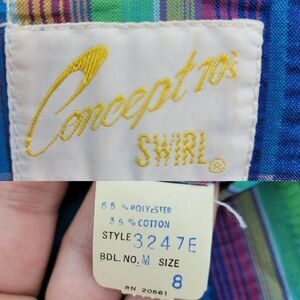 Concept 70's
SWIRL®
65% POLYESTER
35% COTTON
STYLE 3247E
BDL. NO. M SIZE
8
RN 20561